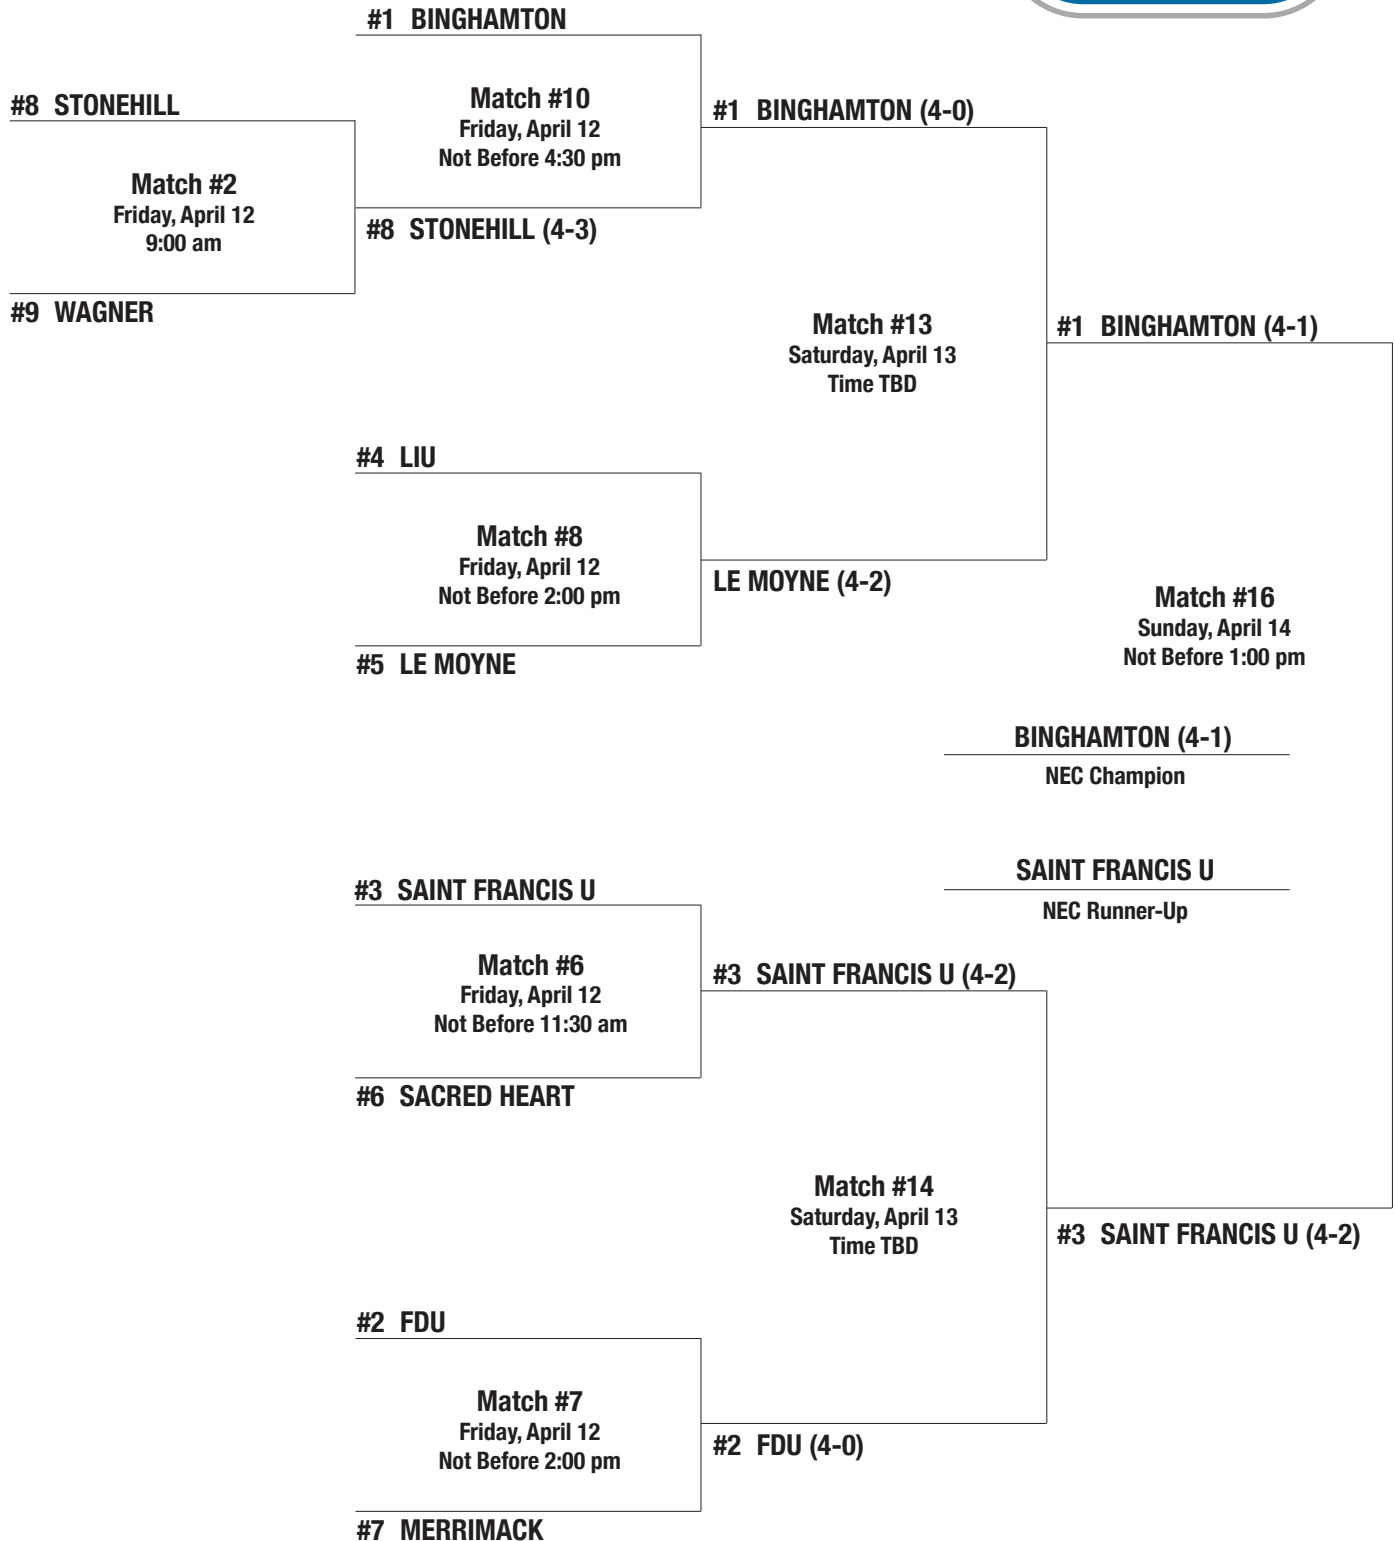 #1 BINGHAMTON
#8 STONEHILL
Match #10
Friday, April 12
Not Before 4:30 pm
#1 BINGHAMTON (4-0)
Match #2
Friday, April 12
9:00 am
#8 STONEHILL (4-3)
#9 WAGNER
Match #13
Saturday, April 13
Time TBD
#1 BINGHAMTON (4-1)
#4 LIU
Match #8
Friday, April 12
Not Before 2:00 pm
LE MOYNE (4-2)
#5 LE MOYNE
Match #16
Sunday, April 14
Not Before 1:00 pm
BINGHAMTON (4-1)
NEC Champion
SAINT FRANCIS U
NEC Runner-Up
#3 SAINT FRANCIS U
Match #6
Friday, April 12
Not Before 11:30 am
#3 SAINT FRANCIS U (4-2)
#6 SACRED HEART
Match #14
Saturday, April 13
Time TBD
#3 SAINT FRANCIS U (4-2)
#2 FDU
Match #7
Friday, April 12
Not Before 2:00 pm
#2 FDU (4-0)
#7 MERRIMACK